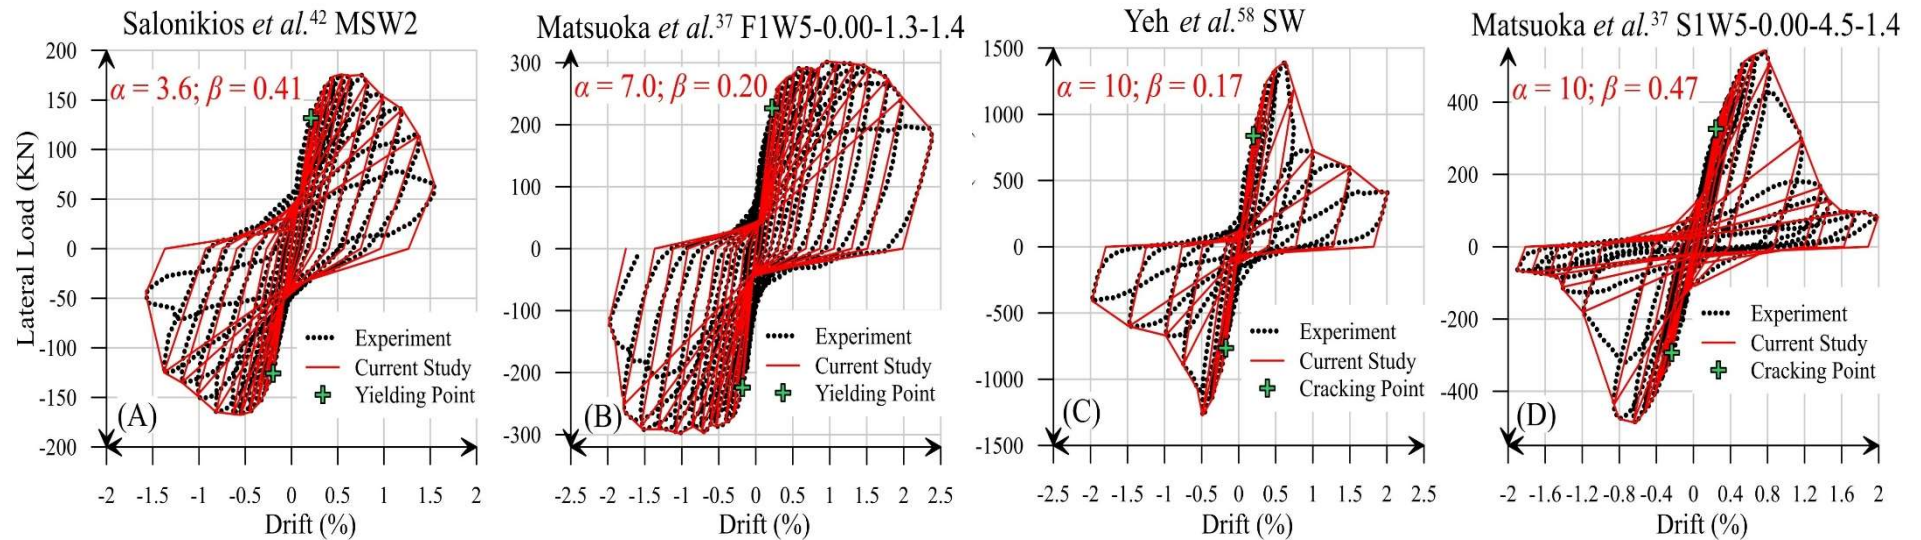 Salonikios et al.42 MSW2
α = 3.6; β = 0.41
Lateral Load (KN)
200
150
100
50
0
-50
-100
-150
-200
Experiment
Current Study
Yielding Point
(A)
-2 -1.5 -1 -0.5 0 0.5 1 1.5 2
Drift (%)
Matsuoka et al.37 F1W5-0.00-1.3-1.4
α = 7.0; β = 0.20
300
200
100
0
-100
-200
-300
Experiment
Current Study
Yielding Point
(B)
-2.5 -2 -1.5 -1 -0.5 0 0.5 1 1.5 2 2.5
Drift (%)
Yeh et al.58 SW
α = 10; β = 0.17
1500
1000
500
0
-500
-1000
-1500
Experiment
Current Study
Cracking Point
(C)
-2.5 -2 -1.5 -1 -0.5 0 0.5 1 1.5 2 2.5
Drift (%)
Matsuoka et al.37 S1W5-0.00-4.5-1.4
α = 10; β = 0.47
400
200
0
-200
-400
Experiment
Current Study
Cracking Point
(D)
-2 -1.6 -1.2 -0.8 -0.4 0 0.4 0.8 1.2 1.6 2
Drift (%)